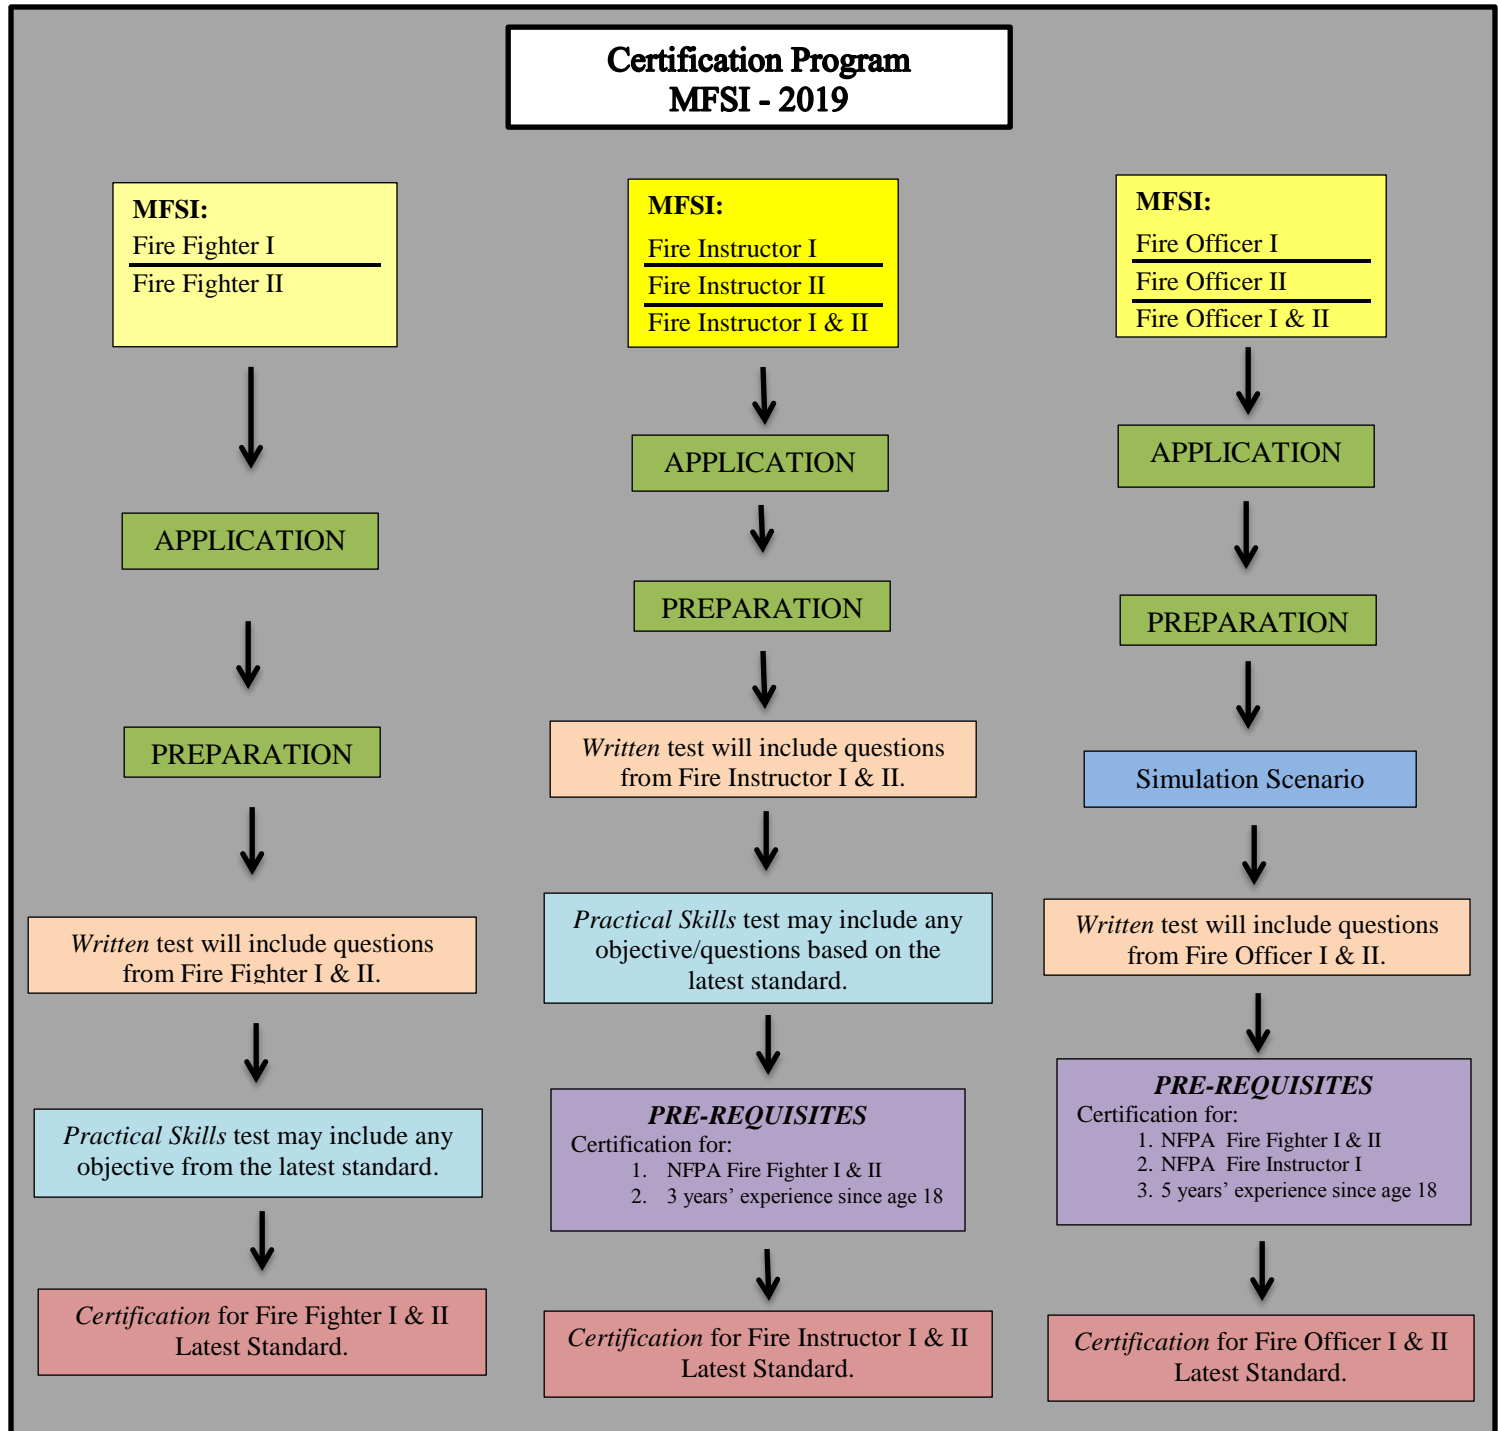 Certification Program
MFSI - 2019
MFSI:
Fire Fighter I
Fire Fighter II
APPLICATION
PREPARATION
Written test will include questions
from Fire Fighter I & II.
Practical Skills test may include any
objective from the latest standard.
Certification for Fire Fighter I & II
Latest Standard.
MFSI:
Fire Instructor I
Fire Instructor II
Fire Instructor I & II
APPLICATION
PREPARATION
Written test will include questions
from Fire Instructor I & II.
Practical Skills test may include any
objective/questions based on the
latest standard.
PRE-REQUISITES
Certification for:
1. NFPA Fire Fighter I & II
2. 3 years’ experience since age 18
Certification for Fire Instructor I & II
Latest Standard.
MFSI:
Fire Officer I
Fire Officer II
Fire Officer I & II
APPLICATION
PREPARATION
Simulation Scenario
Written test will include questions
from Fire Officer I & II.
PRE-REQUISITES
Certification for:
1. NFPA Fire Fighter I & II
2. NFPA Fire Instructor I
3. 5 years’ experience since age 18
Certification for Fire Officer I & II
Latest Standard.